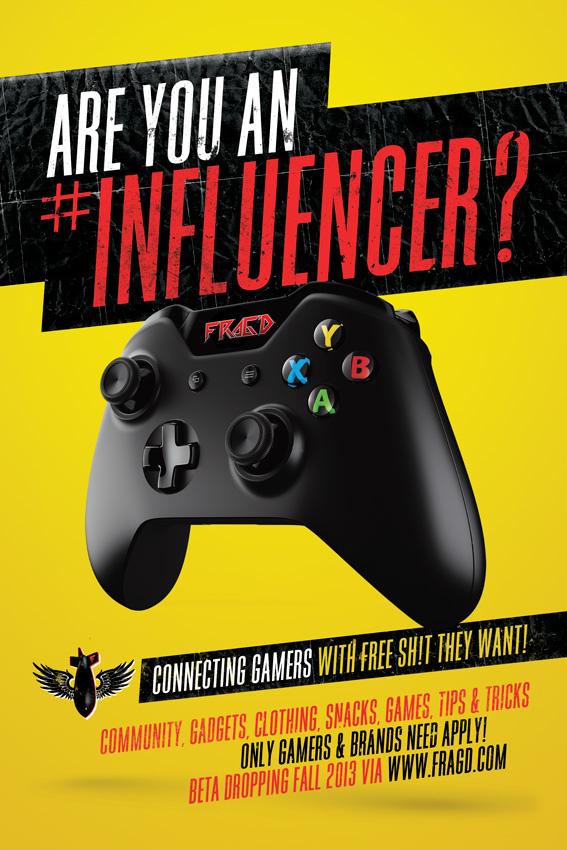 ARE YOU AN
#INFLUENCER?
FRAGD
Y
X B
A
CONNECTING GAMERS WITH FREE SH!T THEY WANT!
COMMUNITY, GADGETS, CLOTHING, SNACKS, GAMES, TIPS & TRICKS
ONLY GAMERS & BRANDS NEED APPLY!
BETA DROPPING FALL 2013 VIA WWW.FRAGD.COM